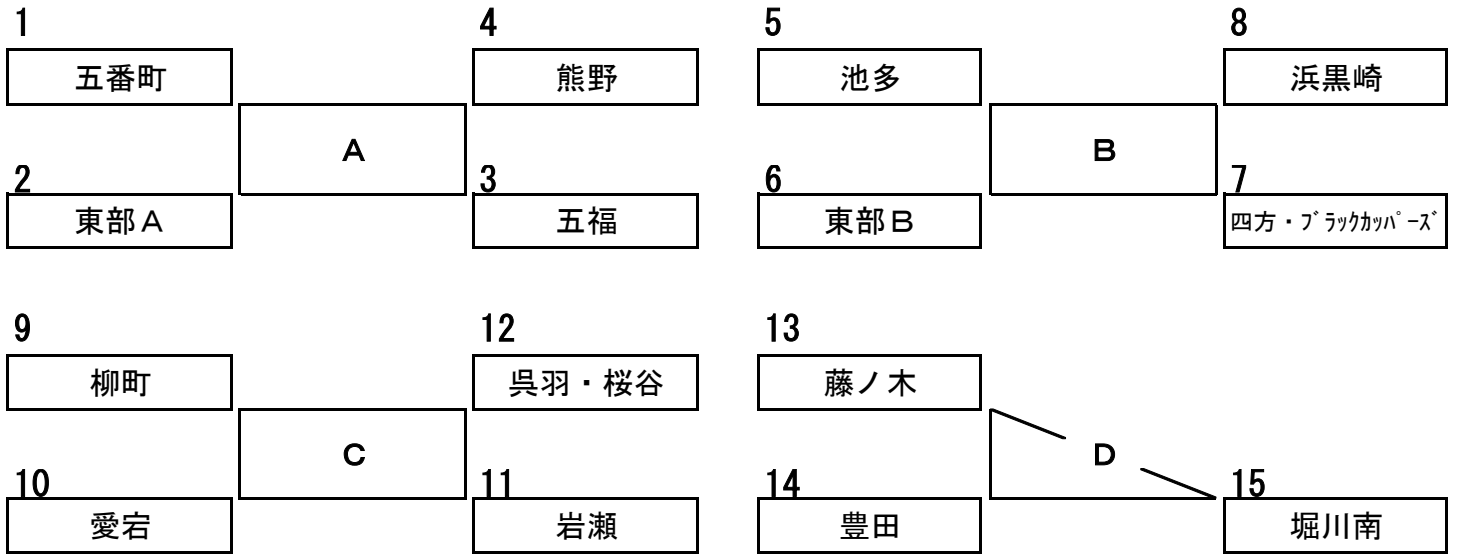 1 4 5 8
五番町 熊野 池多 浜黒崎
A B
2 3 6 7
東部Ａ 五福 東部Ｂ 四方・ﾌﾞﾗｯｸｶｯﾊﾟｰｽﾞ
9 12 13
柳町 呉羽・桜谷 藤ノ木
C D
10 11 14 15
愛宕 岩瀬 豊田 堀川南